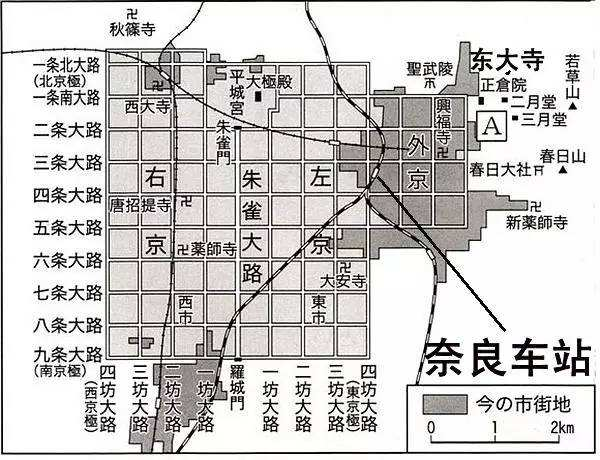 卍
秋篠寺
一条北大路
(北京極)
一条南大路
二条大路
三条大路
四条大路
五条大路
六条大路
七条大路
八条大路
九条大路
(南京極)
西大寺
卍
平城宮
大極殿
朱雀門
聖武陵
东大寺
正倉院
二月堂
三月堂
若草山
A
興福寺
卍
外京
春日大社
春日山
卍
新薬師寺
右京
朱雀大路
左京
唐招提寺
卍
卍薬師寺
卍
大安寺
西市
東市
奈良车站
四坊大路
(西京極)
三坊大路
二坊大路
一坊大路
羅城門
一坊大路
二坊大路
三坊大路
(東京極)
四坊大路
今の市街地
0 1 2km